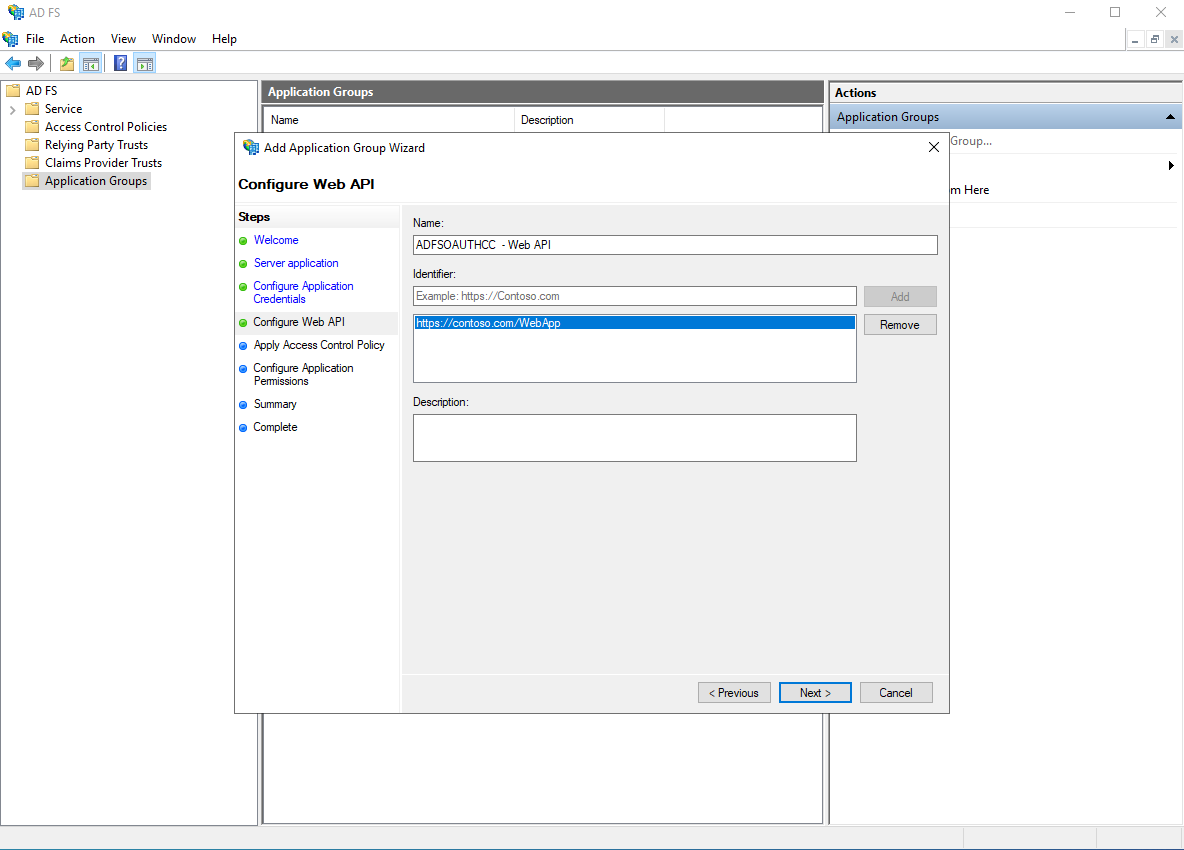 AD FS
File Action View Window Help
AD FS
Service
Access Control Policies
Relying Party Trusts
Claims Provider Trusts
Application Groups
Application Groups
Name Description
Actions
Application Groups
Group...
m Here
Add Application Group Wizard
Configure Web API
Steps
Welcome
Server application
Configure Application
Credentials
Configure Web API
Apply Access Control Policy
Configure Application
Permissions
Summary
Complete
Name:
ADFSOAUTHCC - Web API
Identifier:
Example: https://Contoso.com
Add
https://contoso.com/WebApp
Remove
Description:
< Previous Next > Cancel